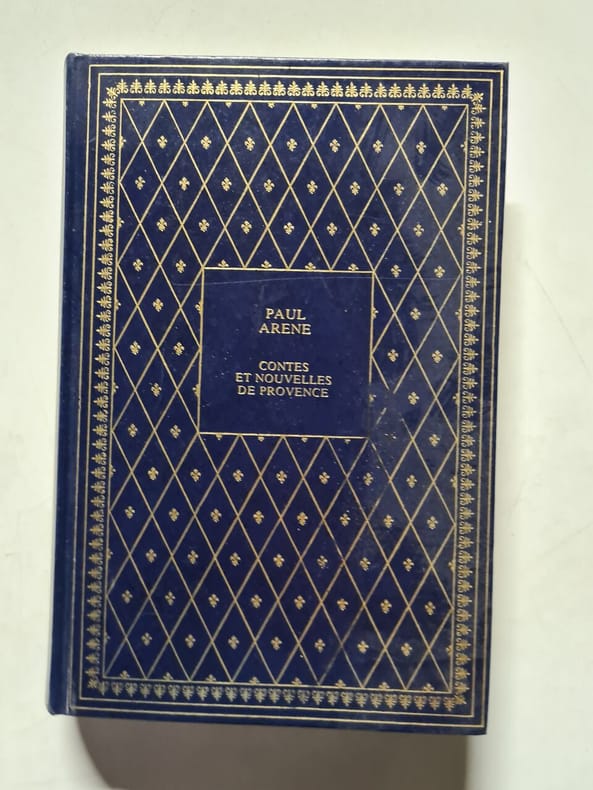 PAUL
ARENE
CONTES
ET NOUVELLES
DE PROVENCE